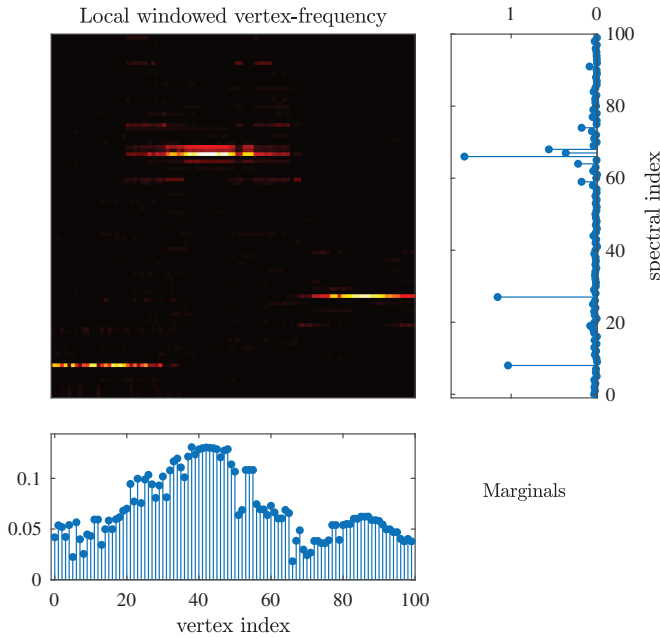 Local windowed vertex-frequency
1 0
100
80
60
40
20
0
spectral index
0.1
0.05
0
0 20 40 60 80 100
vertex index
Marginals